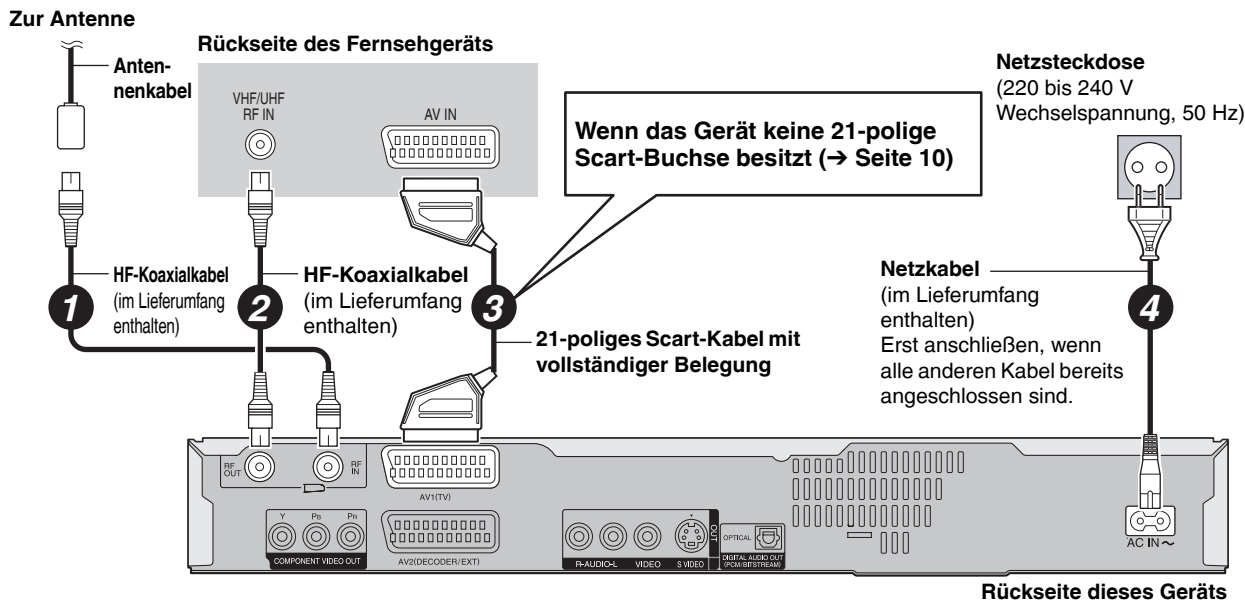 Zur Antenne
Anten-
nenkabel
Rückseite des Fernsehgeräts
VHF/UHF
RF IN
AV IN
Wenn das Gerät keine 21-polige
Scart-Buchse besitzt (➔ Seite 10)
Netzsteckdose
(220 bis 240 V
Wechselspannung, 50 Hz)
1
HF-Koaxialkabel
(im Lieferumfang
enthalten)
2
HF-Koaxialkabel
(im Lieferumfang
enthalten)
3
21-poliges Scart-Kabel mit
vollständiger Belegung
Netzkabel
(im Lieferumfang
enthalten)
Erst anschließen, wenn
alle anderen Kabel bereits
angeschlossen sind.
4
RF
OUT
RF
IN
AV1(TV)
Y PB PR
COMPONENT VIDEO OUT
AV2(DECODER/EXT)
R-AUDIO-L VIDEO S VIDEO
OUT
OPTICAL
DIGITAL AUDIO OUT
(PCM/BITSTREAM)
AC IN ~
Rückseite dieses Geräts